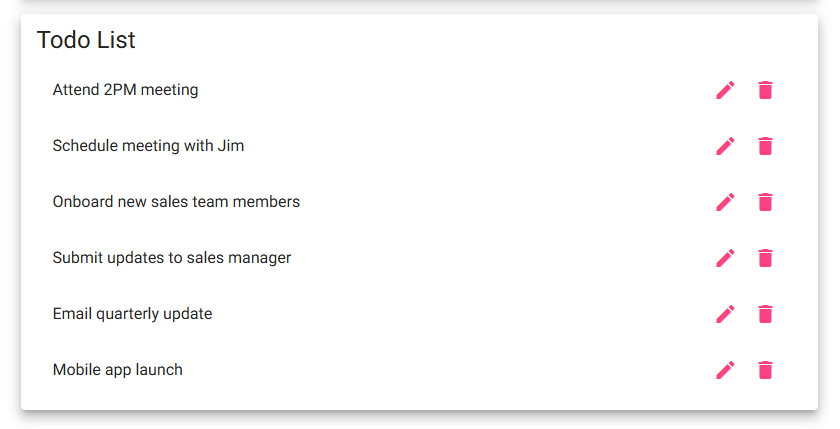 Todo List
Attend 2PM meeting
Schedule meeting with Jim
Onboard new sales team members
Submit updates to sales manager
Email quarterly update
Mobile app launch